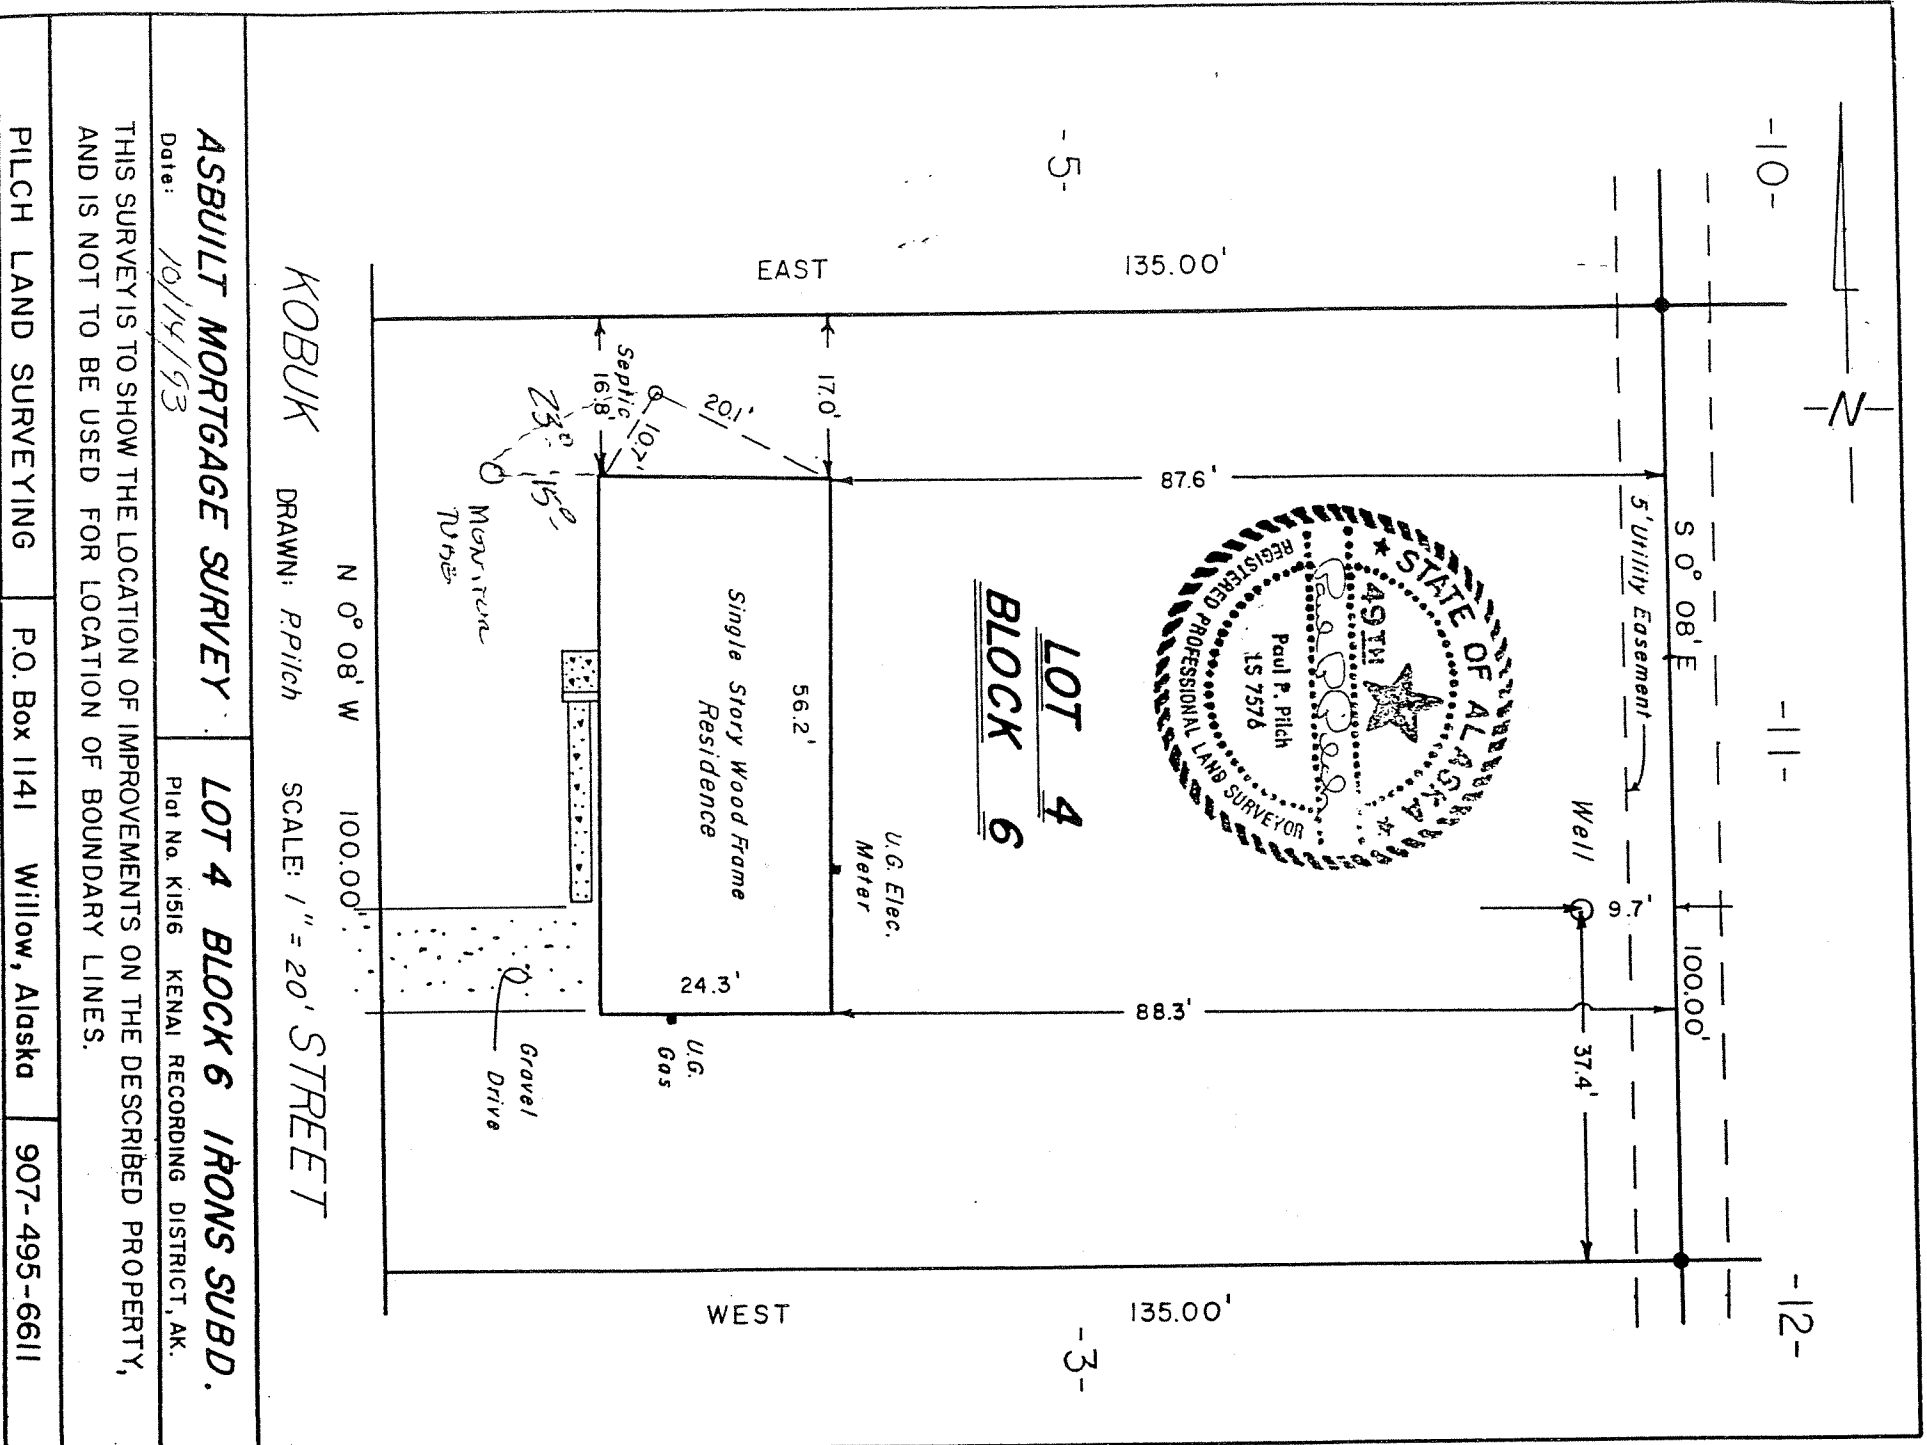 -10-
-11-
-12-
-N-
S 0° 08' E
100.00'
5' Utility Easement
Well
9.7'
37.4'
-5-
EAST
135.00'
87.6'
88.3'
★ STATE OF ALASKA ☆
49TH
Paul P. Pilch
LS 7576
REGISTERED PROFESSIONAL LAND SURVEYOR
LOT 4
BLOCK 6
-3-
WEST
135.00'
U.G. Elec.
Meter
17.0'
20.1'
56.2'
Single Story Wood Frame
Residence
24.3'
Septic
16.8'
10.7'
U.G.
Gas
23°
15°
Monitor
Tube
Gravel
Drive
N 0° 08' W
100.00'
KOBUK STREET
DRAWN: P.Pilch
SCALE: 1" = 20'
ASBUILT MORTGAGE SURVEY
LOT 4 BLOCK 6 IRONS SUBD.
Date: 10/14/93
Plat No. K1516 KENAI RECORDING DISTRICT, AK.
THIS SURVEY IS TO SHOW THE LOCATION OF IMPROVEMENTS ON THE DESCRIBED PROPERTY,
AND IS NOT TO BE USED FOR LOCATION OF BOUNDARY LINES.
PILCH LAND SURVEYING
P.O. Box 1141 Willow, Alaska
907-495-6611